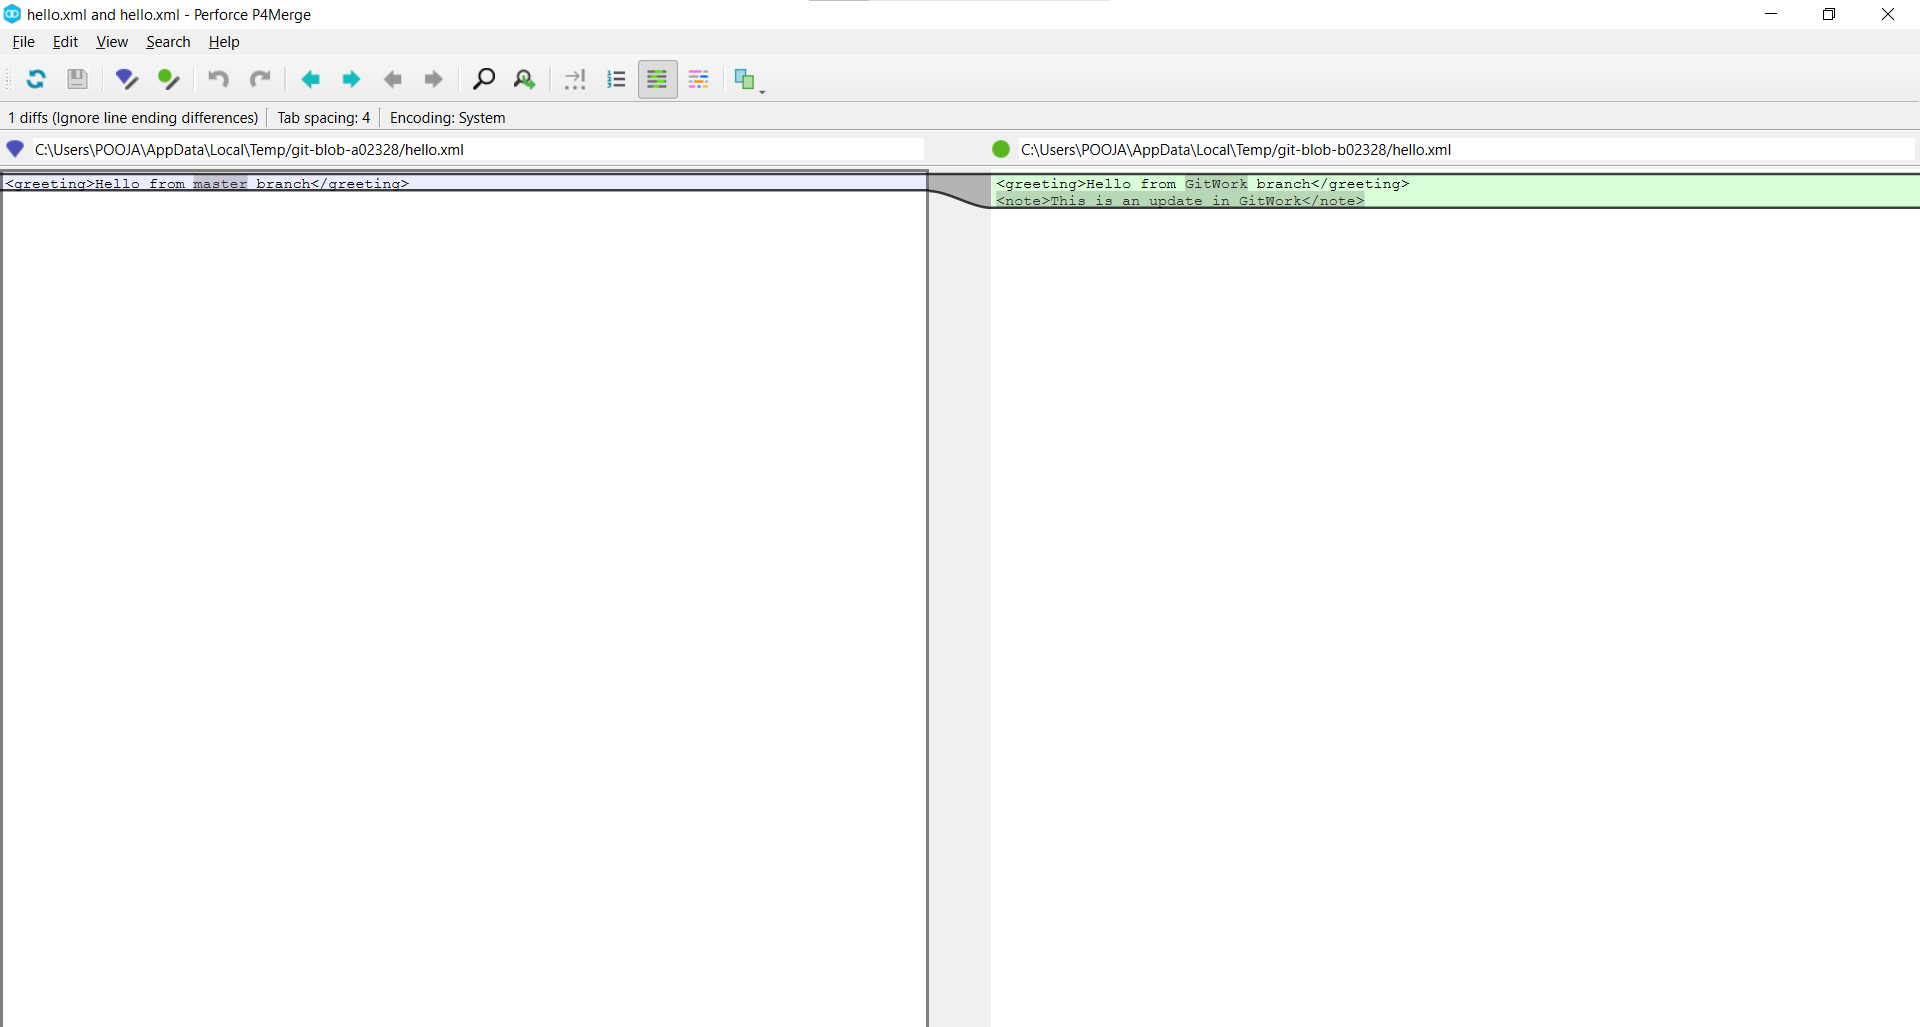 hello.xml and hello.xml - Perforce P4Merge
File Edit View Search Help
1 diffs (Ignore line ending differences) Tab spacing: 4 Encoding: System
C:\Users\POOJA\AppData\Local\Temp/git-blob-a02328/hello.xml
C:\Users\POOJA\AppData\Local\Temp/git-blob-b02328/hello.xml
<greeting>Hello from master branch</greeting>
<greeting>Hello from GitWork branch</greeting>
<note>This is an update in GitWork</note>